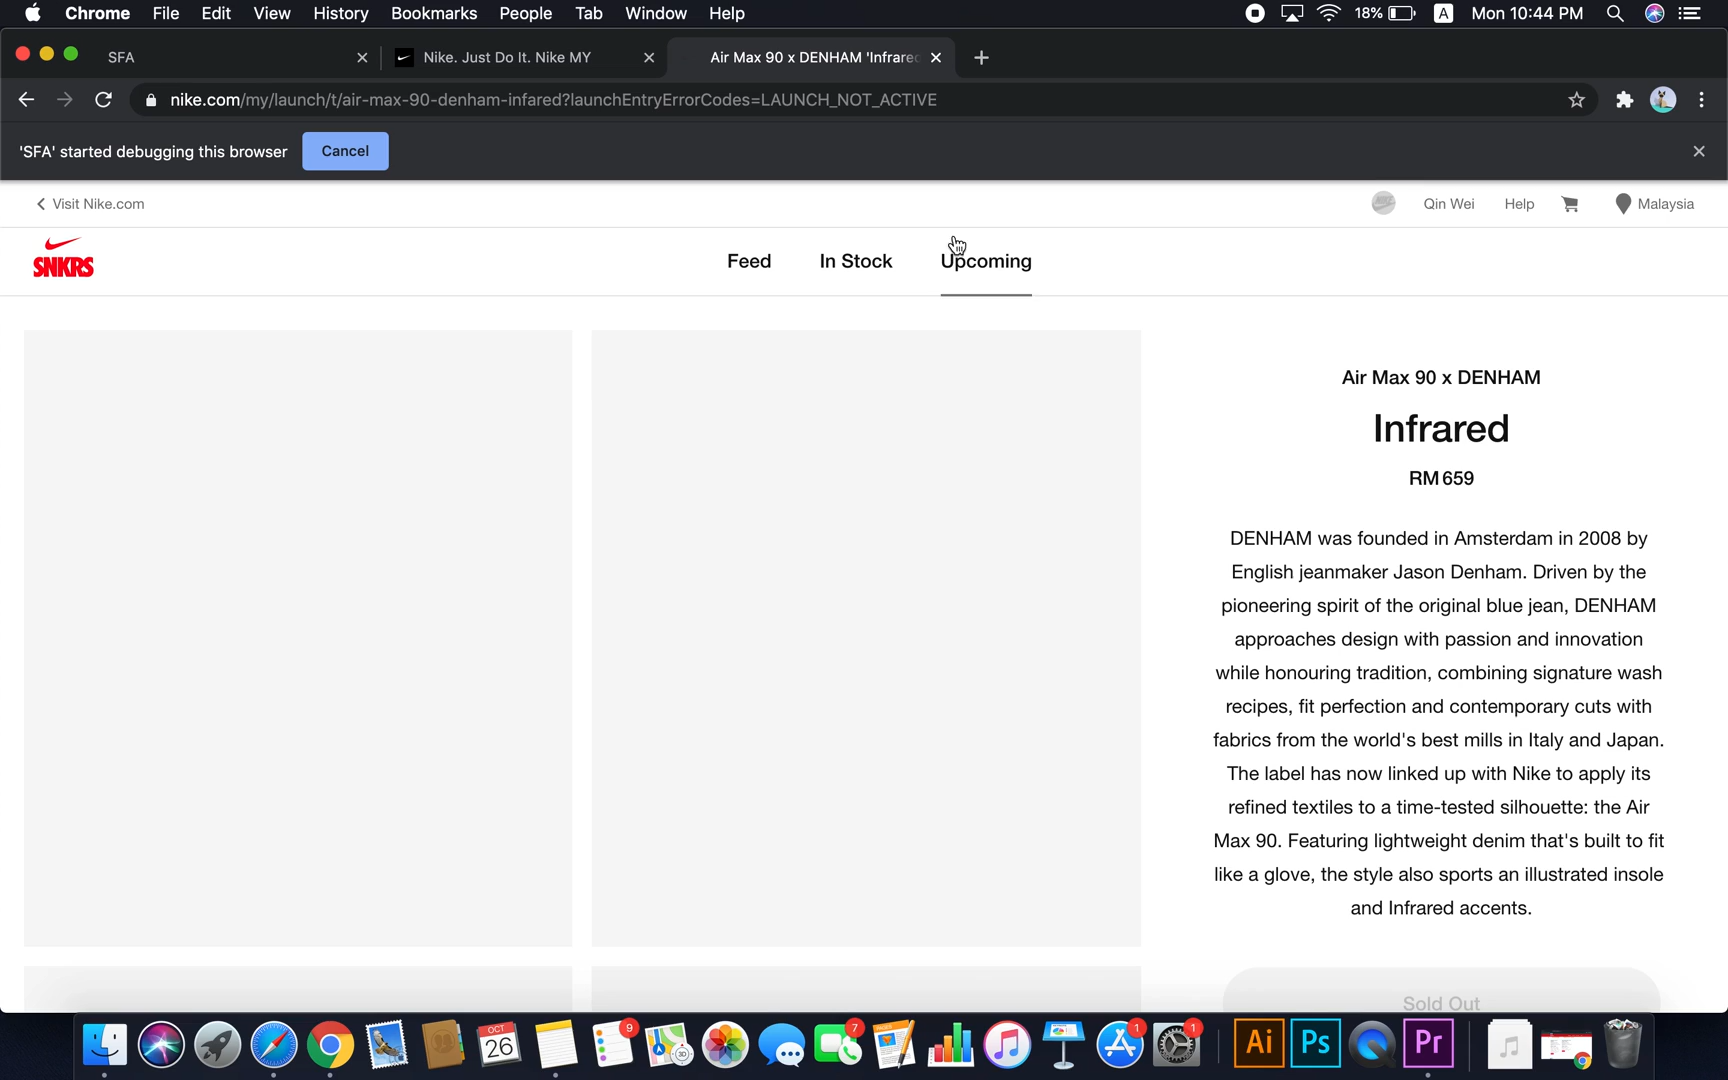 Chrome File Edit View History Bookmarks People Tab Window Help
18% A Mon 10:44 PM
SFA
Nike. Just Do It. Nike MY
Air Max 90 x DENHAM 'Infrared
nike.com/my/launch/t/air-max-90-denham-infared?launchEntryErrorCodes=LAUNCH_NOT_ACTIVE
'SFA' started debugging this browser
Cancel
Visit Nike.com
Qin Wei
Help
Malaysia
SNKRS
Feed
In Stock
Upcoming
Air Max 90 x DENHAM
Infrared
RM 659
DENHAM was founded in Amsterdam in 2008 by
English jeanmaker Jason Denham. Driven by the
pioneering spirit of the original blue jean, DENHAM
approaches design with passion and innovation
while honouring tradition, combining signature wash
recipes, fit perfection and contemporary cuts with
fabrics from the world's best mills in Italy and Japan.
The label has now linked up with Nike to apply its
refined textiles to a time-tested silhouette: the Air
Max 90. Featuring lightweight denim that's built to fit
like a glove, the style also sports an illustrated insole
and Infrared accents.
Sold Out
OCT
26
9
3D
7
1
1
Ai
Ps
Pr